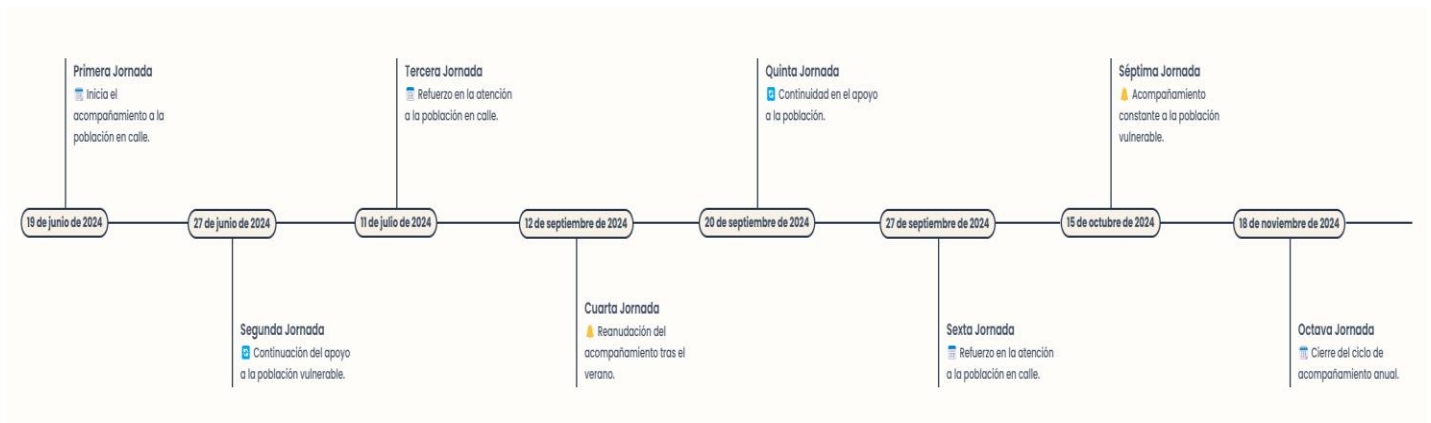 Primera Jornada
Inicia el
acompañamiento a la
población en calle.
Tercera Jornada
Refuerzo en la atención
a la población en calle.
Quinta Jornada
Continuidad en el apoyo
a la población.
Séptima Jornada
Acompañamiento
constante a la población
vulnerable.
19 de junio de 2024
27 de junio de 2024
11 de julio de 2024
12 de septiembre de 2024
20 de septiembre de 2024
27 de septiembre de 2024
15 de octubre de 2024
18 de noviembre de 2024
Segunda Jornada
Continuación del apoyo
a la población vulnerable.
Cuarta Jornada
Reanudación del
acompañamiento tras el
verano.
Sexta Jornada
Refuerzo en la atención
a la población en calle.
Octava Jornada
Cierre del ciclo de
acompañamiento anual.